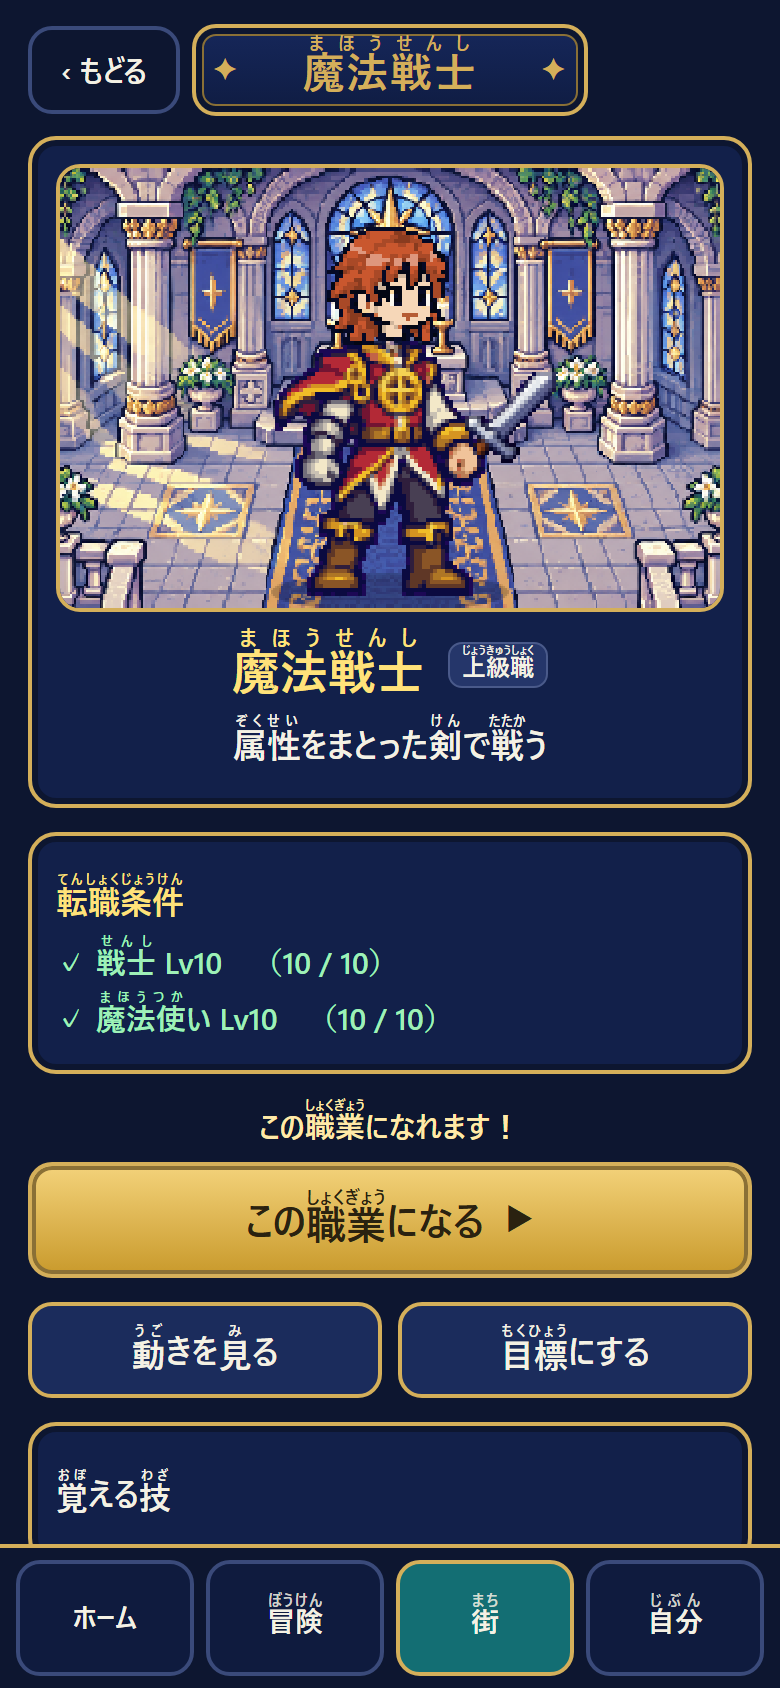 ‹ もどる
まほうせんし
✦ 魔法戦士 ✦
まほうせんし
魔法戦士
じょうきゅうしょく
上級職
ぞくせい けん たたか
属性をまとった剣で戦う
てんしょくじょうけん
転職条件
せんし
✓ 戦士 Lv10 （10 / 10）
まほうつか
✓ 魔法使い Lv10 （10 / 10）
しょくぎょう
この職業になれます！
しょくぎょう
この職業になる ▶
うご み
動きを見る
もくひょう
目標にする
おぼ わざ
覚える技
ホーム
ぼうけん
冒険
まち
街
じぶん
自分